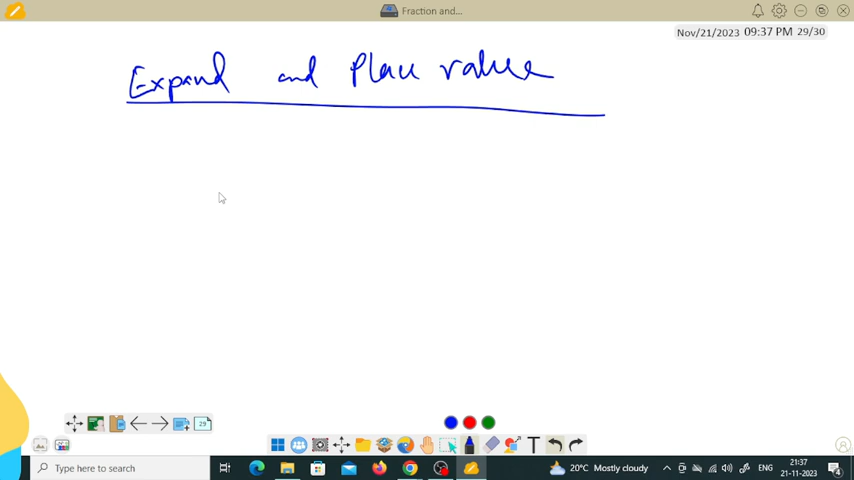 Fraction and...
Nov/21/2023 09:37 PM 29/30
Expand and Place value
29
T
Type here to search
20°C Mostly cloudy
ENG
21:37
21-11-2023
4